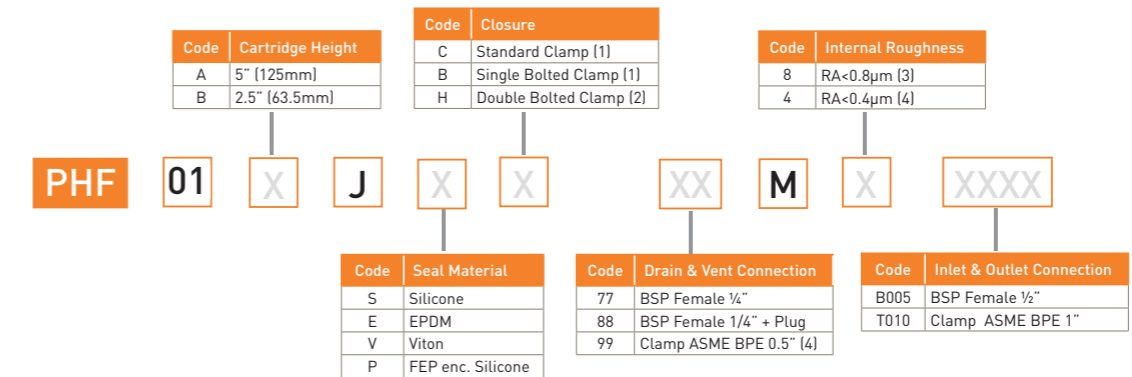 Code Cartridge Height
A 5” (125mm)
B 2.5” (63.5mm)
Code Closure
C Standard Clamp (1)
B Single Bolted Clamp (1)
H Double Bolted Clamp (2)
Code Internal Roughness
8 RA<0.8µm (3)
4 RA<0.4µm (4)
PHF 01 X J X X XX M X XXXX
Code Seal Material
S Silicone
E EPDM
V Viton
P FEP enc. Silicone
Code Drain & Vent Connection
77 BSP Female ¼”
88 BSP Female 1/4” + Plug
99 Clamp ASME BPE 0.5” (4)
Code Inlet & Outlet Connection
B005 BSP Female ½”
T010 Clamp ASME BPE 1”